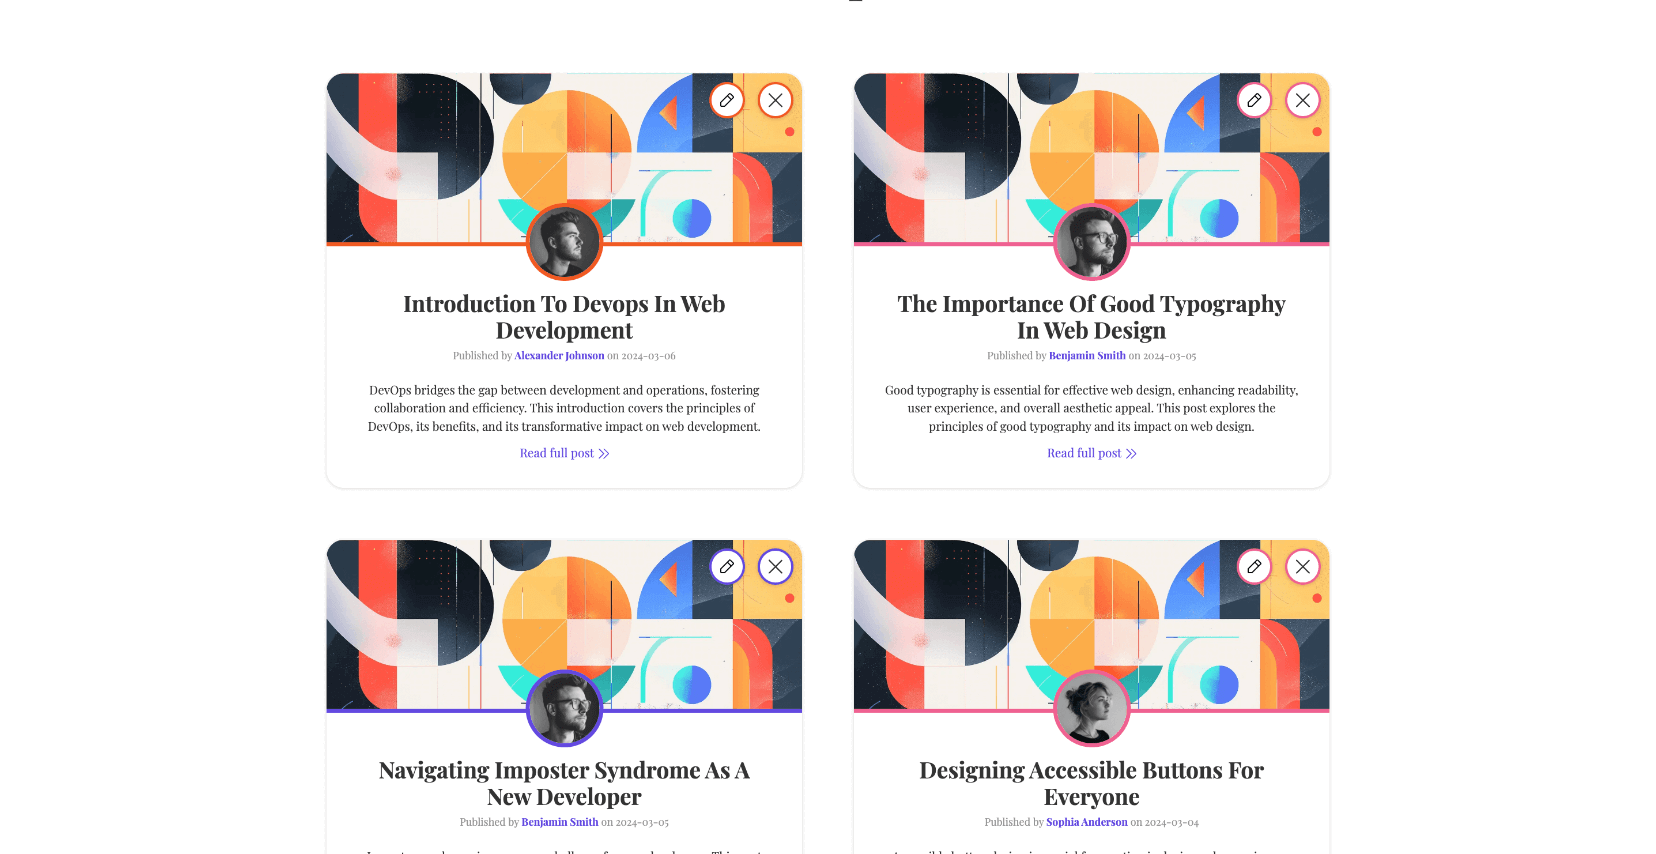 Introduction To Devops In Web
Development
Published by Alexander Johnson on 2024-03-06
DevOps bridges the gap between development and operations, fostering
collaboration and efficiency. This introduction covers the principles of
DevOps, its benefits, and its transformative impact on web development.
Read full post
The Importance Of Good Typography
In Web Design
Published by Benjamin Smith on 2024-03-05
Good typography is essential for effective web design, enhancing readability,
user experience, and overall aesthetic appeal. This post explores the
principles of good typography and its impact on web design.
Read full post
Navigating Imposter Syndrome As A
New Developer
Published by Benjamin Smith on 2024-03-05
Designing Accessible Buttons For
Everyone
Published by Sophia Anderson on 2024-03-04